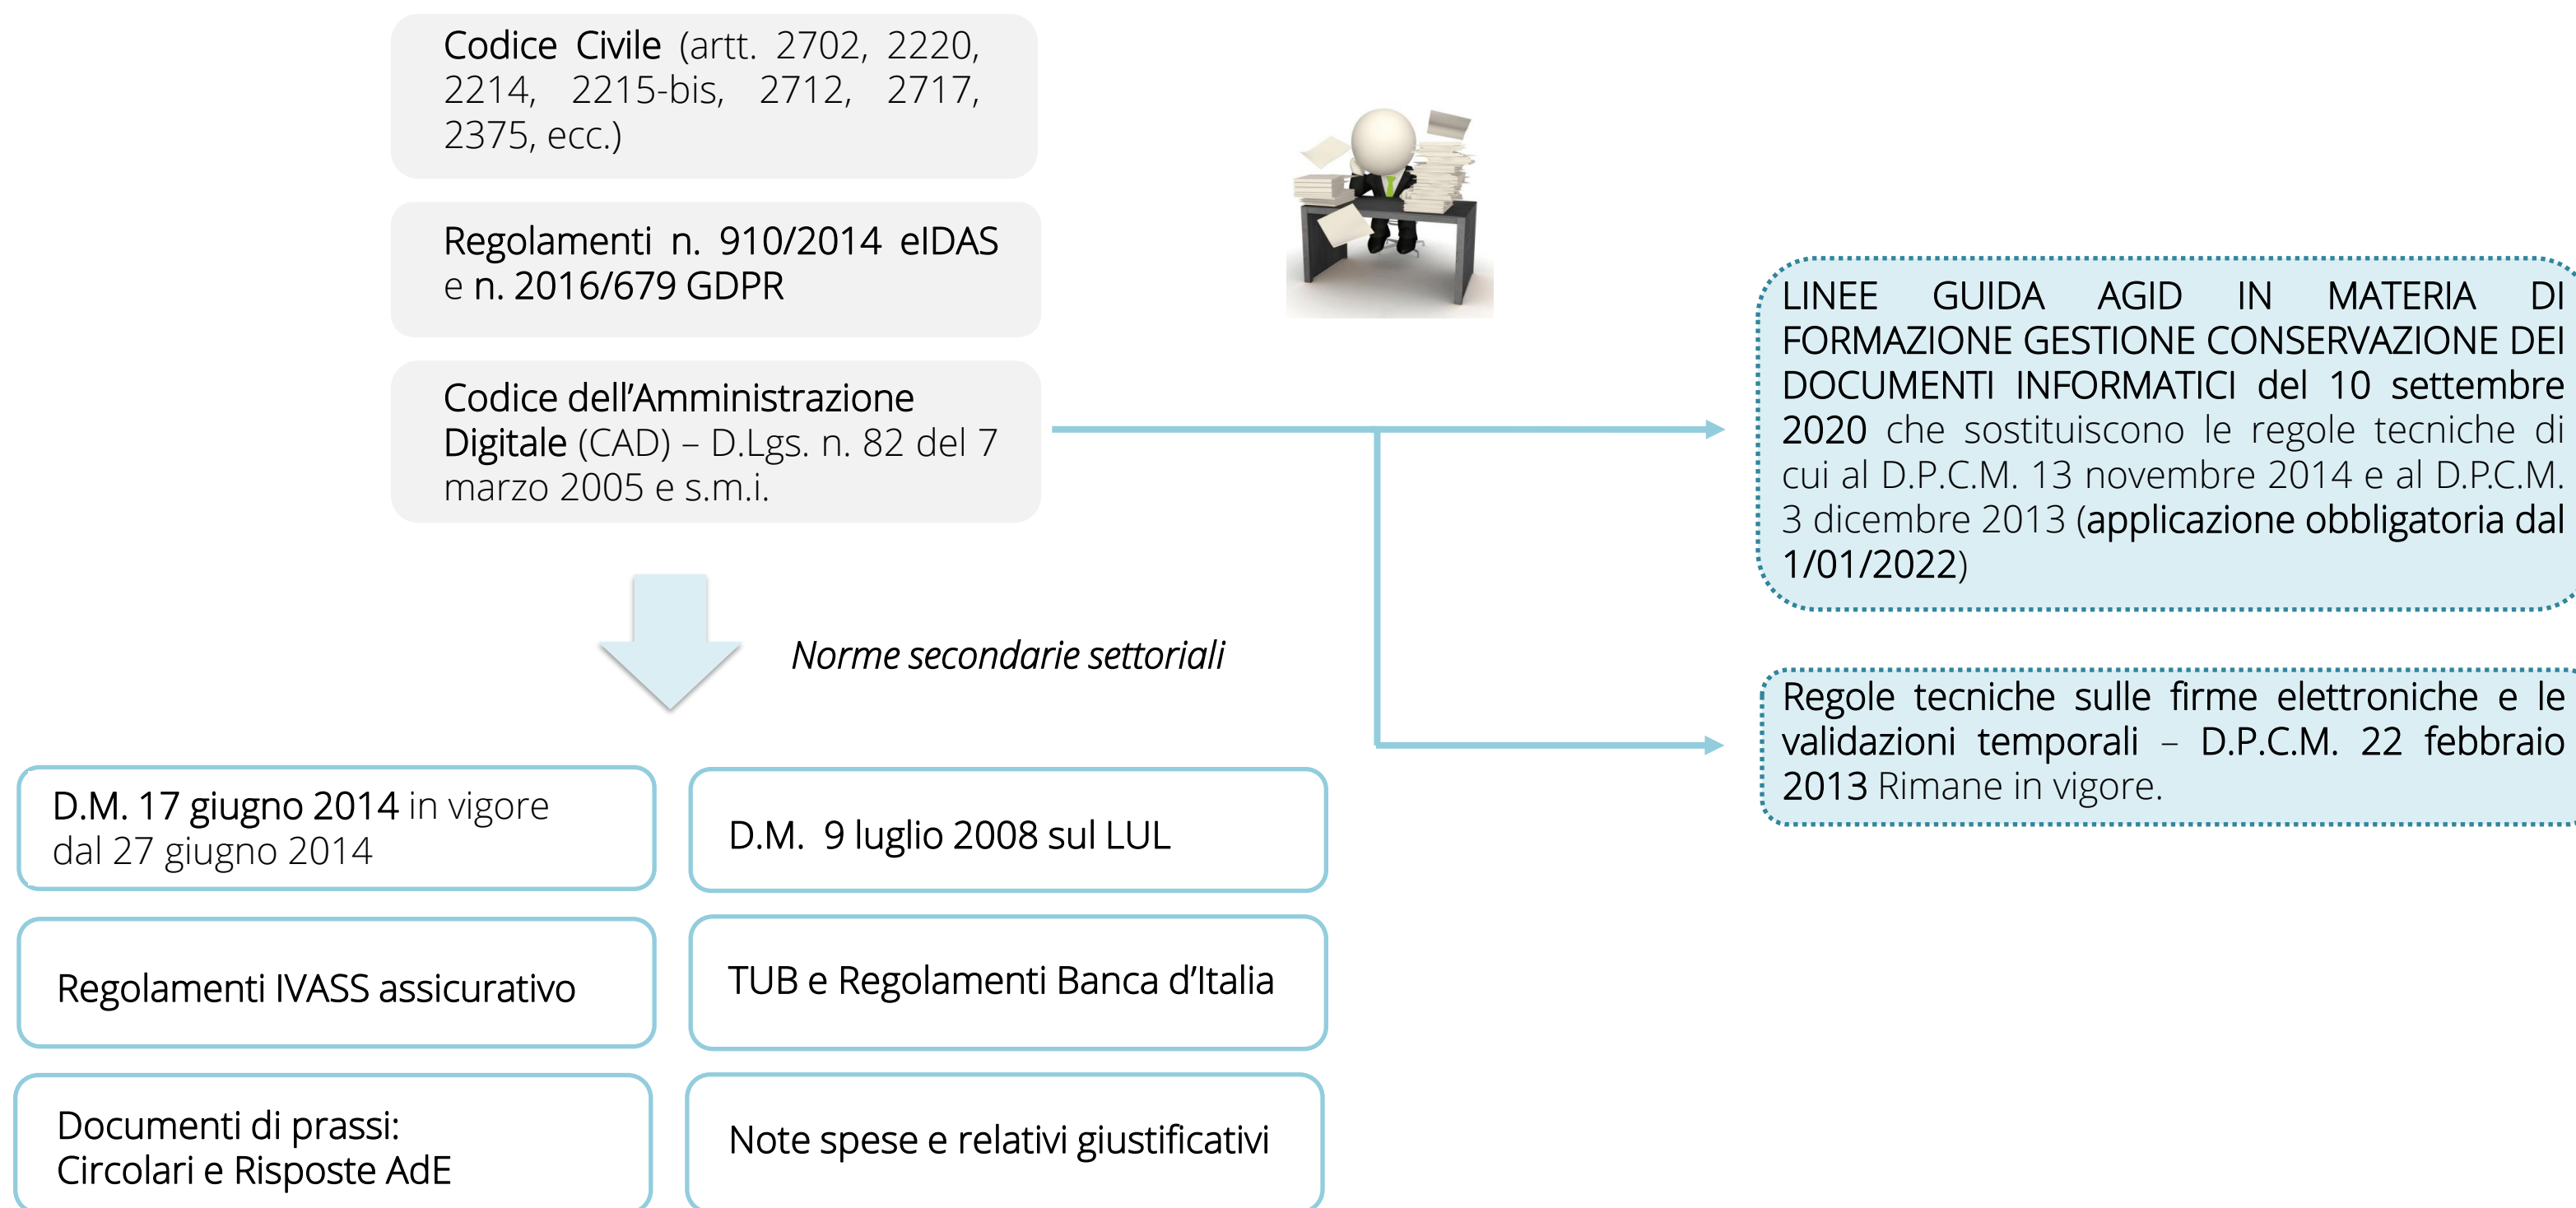 Codice Civile (artt. 2702, 2220,
2214, 2215-bis, 2712, 2717,
2375, ecc.)
Regolamenti n. 910/2014 eIDAS
e n. 2016/679 GDPR
Codice dell’Amministrazione
Digitale (CAD) – D.Lgs. n. 82 del 7
marzo 2005 e s.m.i.
LINEE GUIDA AGID IN MATERIA DI
FORMAZIONE GESTIONE CONSERVAZIONE DEI
DOCUMENTI INFORMATICI del 10 settembre
2020 che sostituiscono le regole tecniche di
cui al D.P.C.M. 13 novembre 2014 e al D.P.C.M.
3 dicembre 2013 (applicazione obbligatoria dal
1/01/2022)
Regole tecniche sulle firme elettroniche e le
validazioni temporali – D.P.C.M. 22 febbraio
2013 Rimane in vigore.
Norme secondarie settoriali
D.M. 17 giugno 2014 in vigore
dal 27 giugno 2014
D.M. 9 luglio 2008 sul LUL
Regolamenti IVASS assicurativo
TUB e Regolamenti Banca d’Italia
Documenti di prassi:
Circolari e Risposte AdE
Note spese e relativi giustificativi